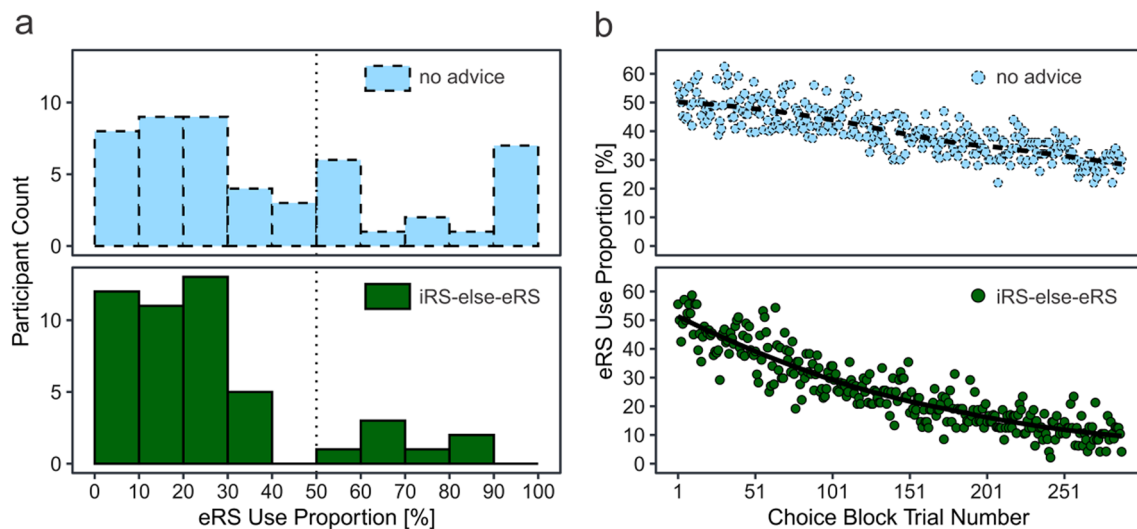 a
Participant Count
no advice
10
5
0
iRS-else-eRS
10
5
0
0 10 20 30 40 50 60 70 80 90 100
eRS Use Proportion [%]
b
eRS Use Proportion [%]
no advice
60
50
40
30
20
10
0
iRS-else-eRS
60
50
40
30
20
10
0
1 51 101 151 201 251
Choice Block Trial Number